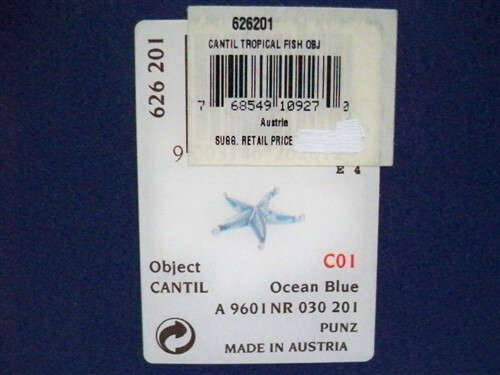 626201
CANTIL TROPICAL FISH OBJ
7 68549 10927 0
Austria
SUGG. RETAIL PRICE
626 201
9
E 4
C01
Object
CANTIL Ocean Blue
A 9601 NR 030 201
PUNZ
MADE IN AUSTRIA